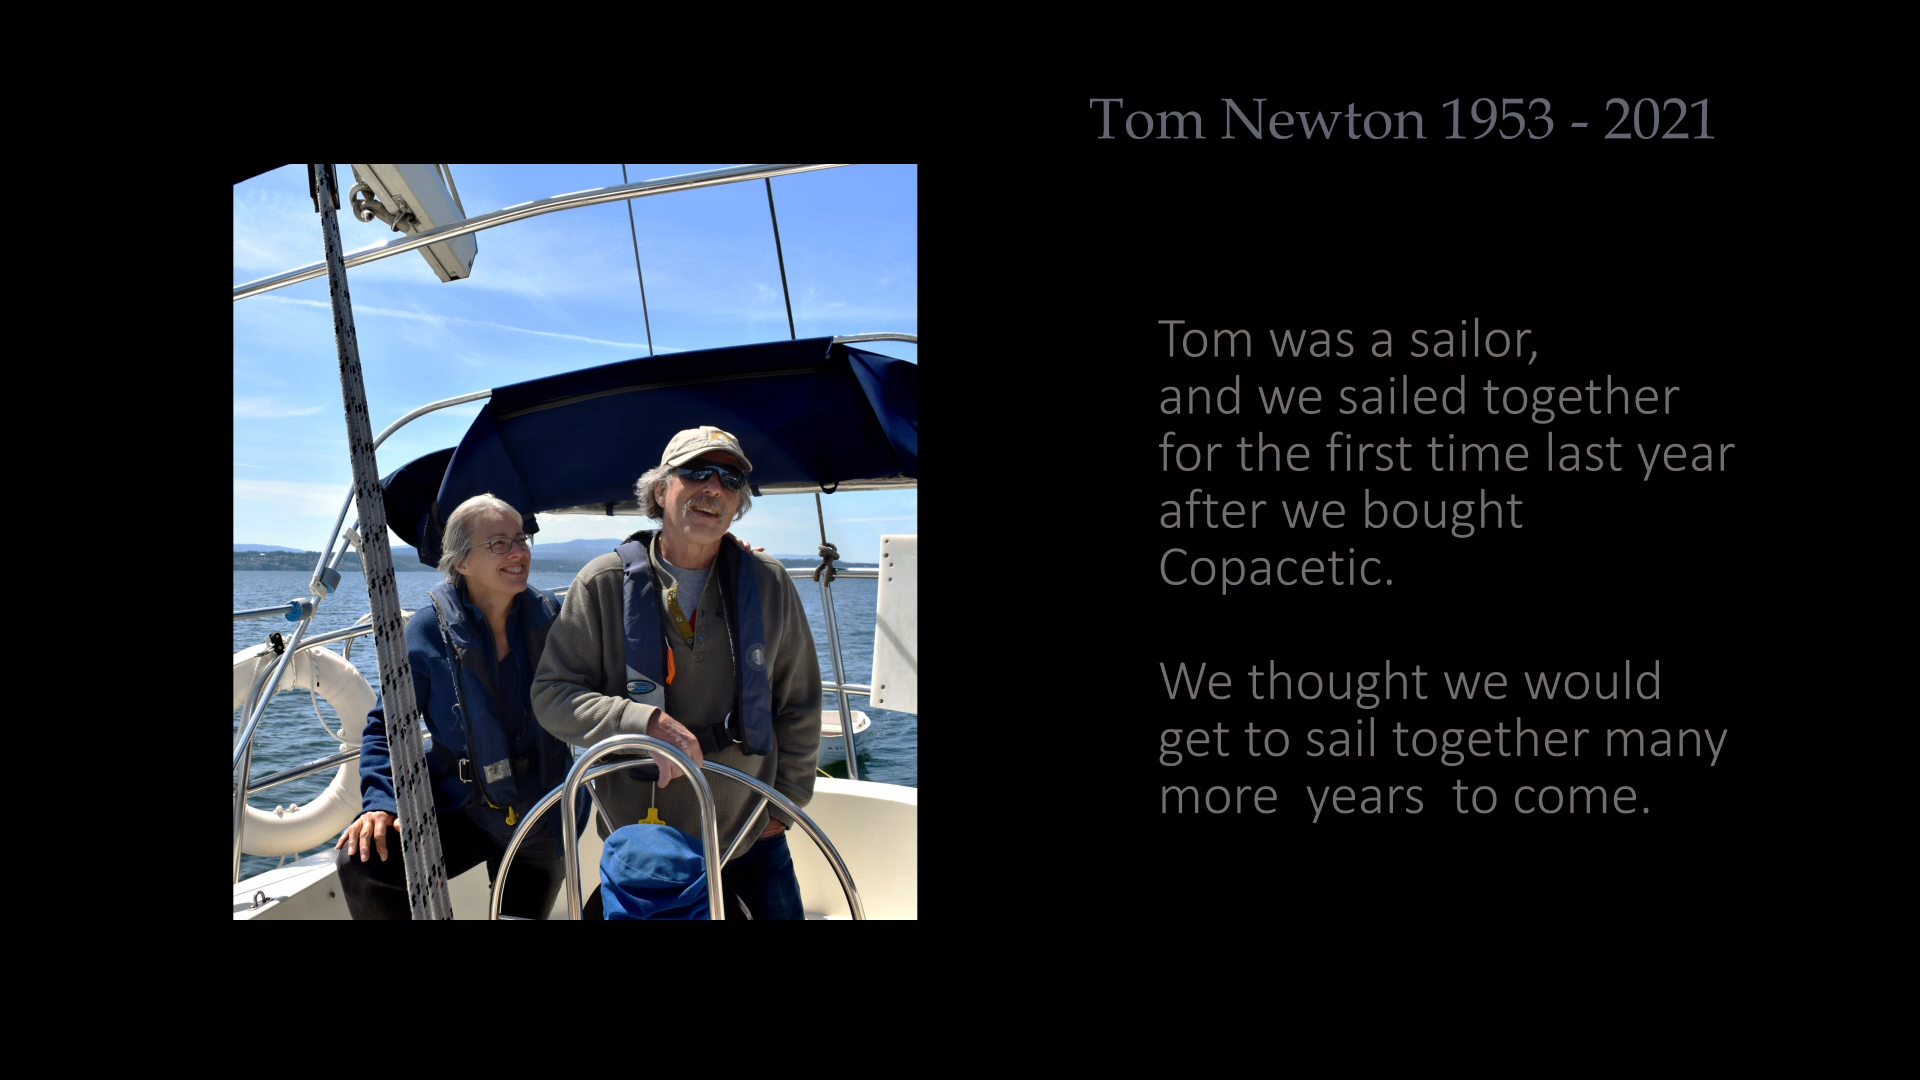 Tom Newton 1953 - 2021
Tom was a sailor,
and we sailed together
for the first time last year
after we bought
Copacetic.
We thought we would
get to sail together many
more  years  to come.